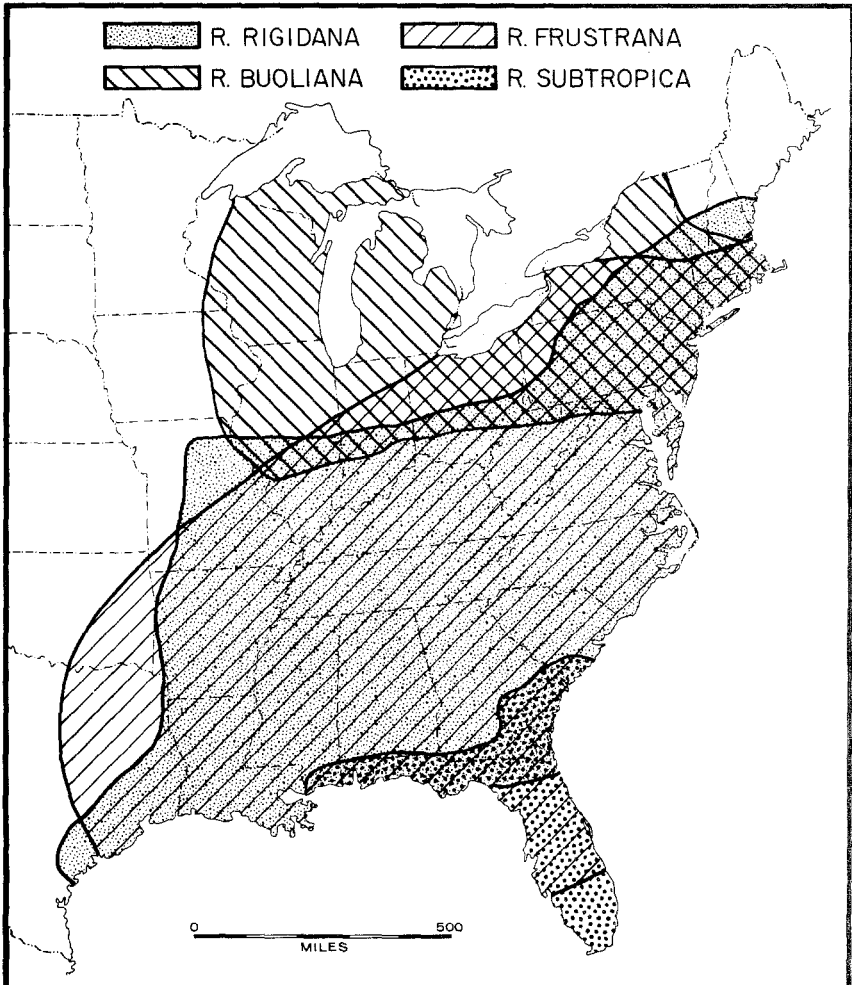 R. RIGIDANA R. FRUSTRANA
R. BUOLIANA R. SUBTROPICA
0 500
MILES